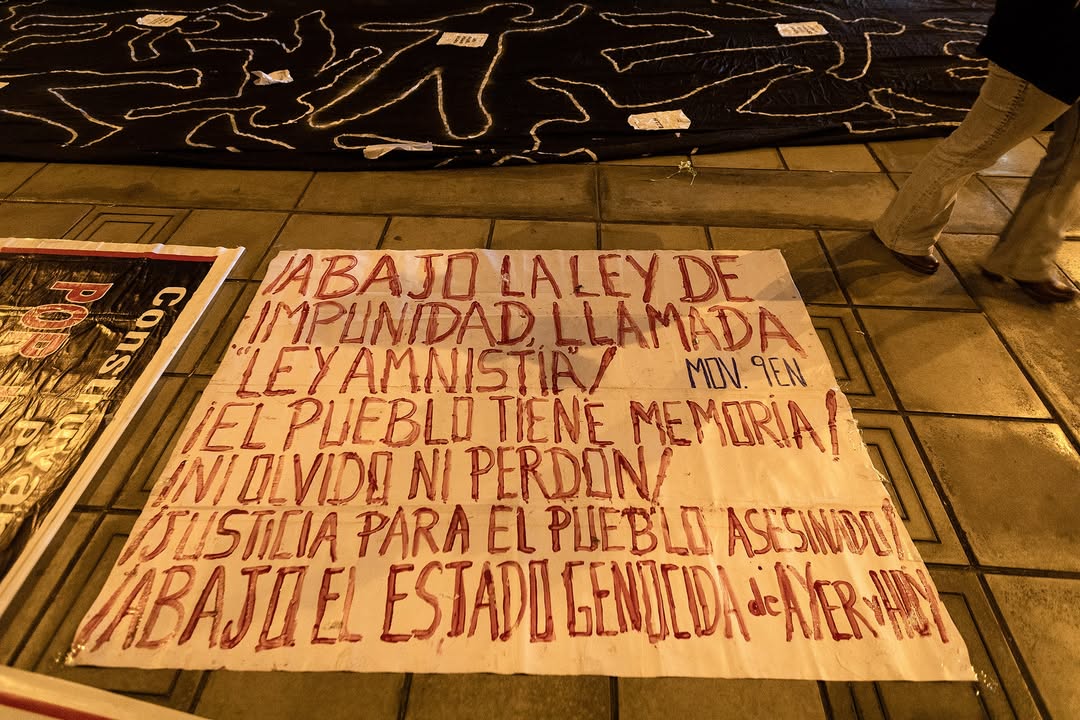 ¡ABAJO LA LEY DE
IMPUNIDAD, LLAMADA
"LEY AMNISTÍA"!
MOV. 9EN
¡EL PUEBLO TIENE MEMORIA!
¡NI OLVIDO NI PERDÓN!
¡JUSTICIA PARA EL PUEBLO ASESINADO!
¡ABAJO EL ESTADO GENOCIDA de AYER y HOY!
Construya